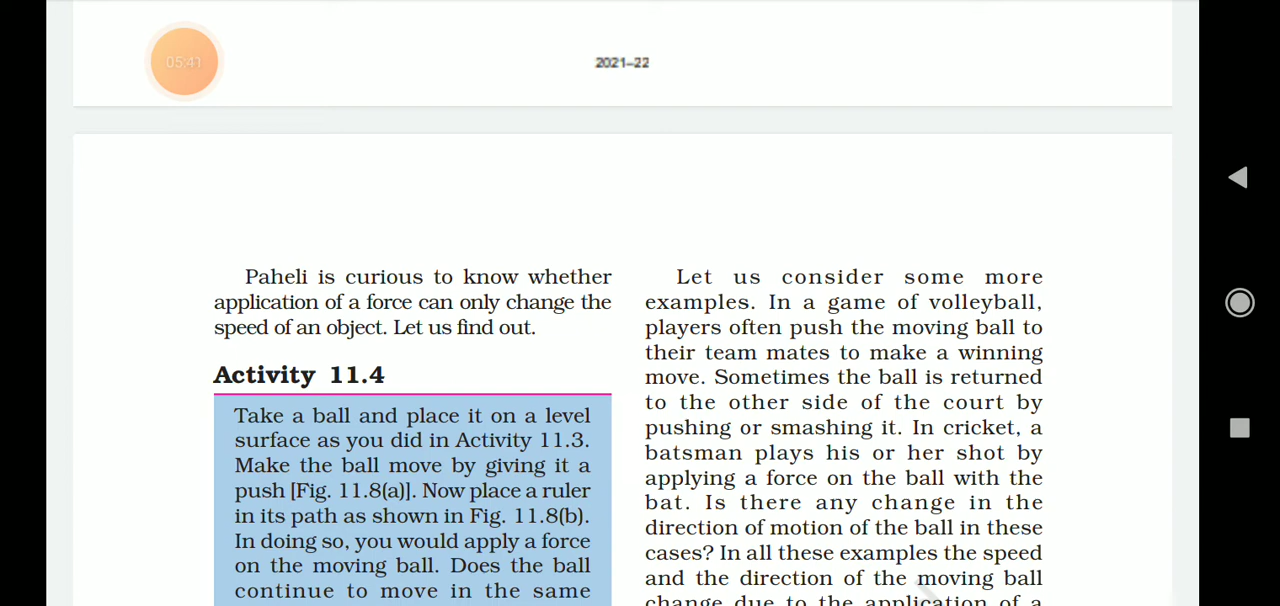 05:41
2021–22
Paheli is curious to know whether
application of a force can only change the
speed of an object. Let us find out.
Activity 11.4
Take a ball and place it on a level
surface as you did in Activity 11.3.
Make the ball move by giving it a
push [Fig. 11.8(a)]. Now place a ruler
in its path as shown in Fig. 11.8(b).
In doing so, you would apply a force
on the moving ball. Does the ball
continue to move in the same
Let us consider some more
examples. In a game of volleyball,
players often push the moving ball to
their team mates to make a winning
move. Sometimes the ball is returned
to the other side of the court by
pushing or smashing it. In cricket, a
batsman plays his or her shot by
applying a force on the ball with the
bat. Is there any change in the
direction of motion of the ball in these
cases? In all these examples the speed
and the direction of the moving ball
change due to the application of a